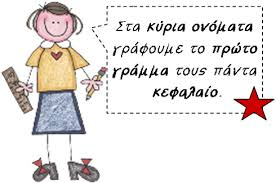 Στα κύρια ονόματα
γράφουμε το πρώτο
γράμμα τους πάντα
κεφαλαίο.